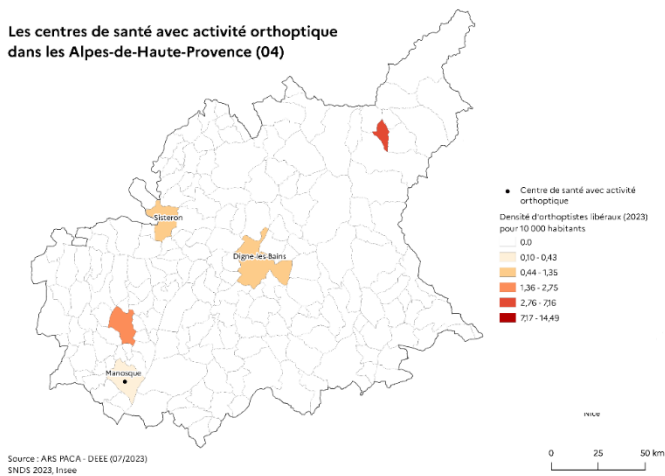 Les centres de santé avec activité orthoptique
dans les Alpes-de-Haute-Provence (04)
Sisteron
Digne-les-Bains
Manosque
Centre de santé avec activité
orthoptique
Densité d'orthoptistes libéraux (2023)
pour 10 000 habitants
0.0
0,10 - 0,43
0,44 - 1,35
1,36 - 2,75
2,76 - 7,16
7,17 - 14,49
Nice
0 25 50 km
Source : ARS PACA - DEEE (07/2023)
SNDS 2023, Insee